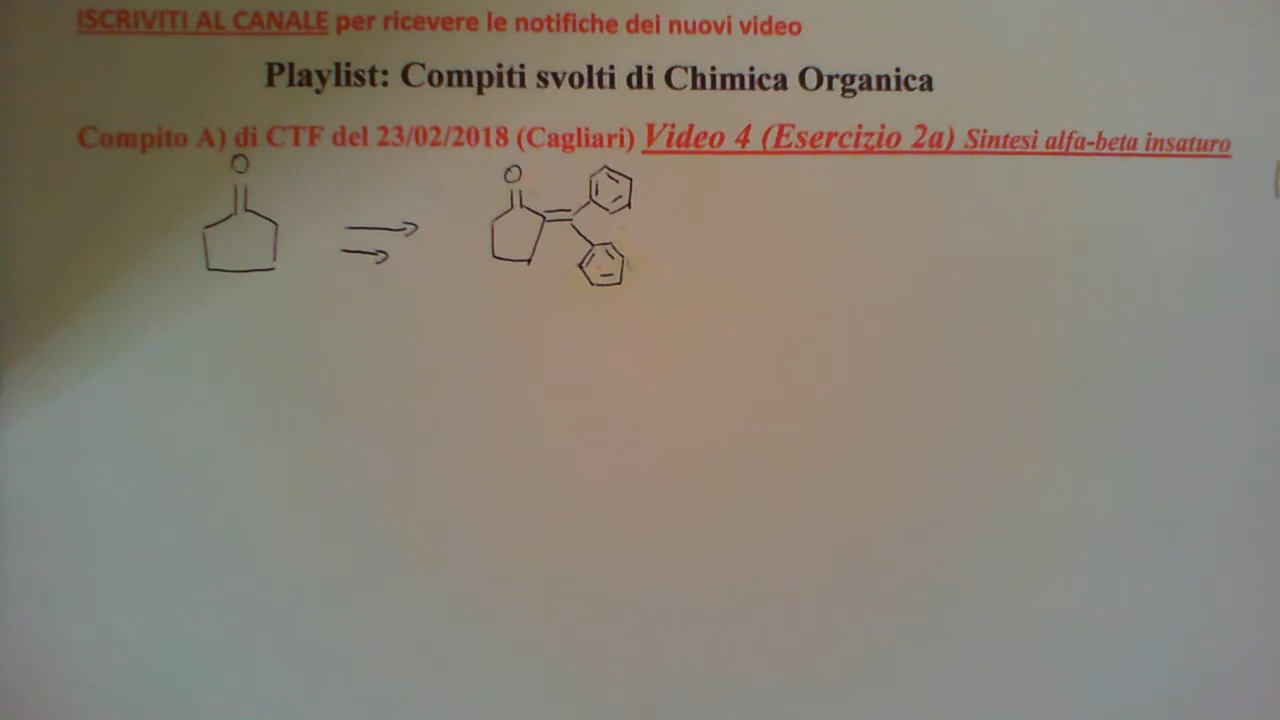 ISCRIVITI AL CANALE per ricevere le notifiche dei nuovi video
Playlist: Compiti svolti di Chimica Organica
Compito A) di CTF del 23/02/2018 (Cagliari) Video 4 (Esercizio 2a) Sintesi alfa-beta insaturo
O
O